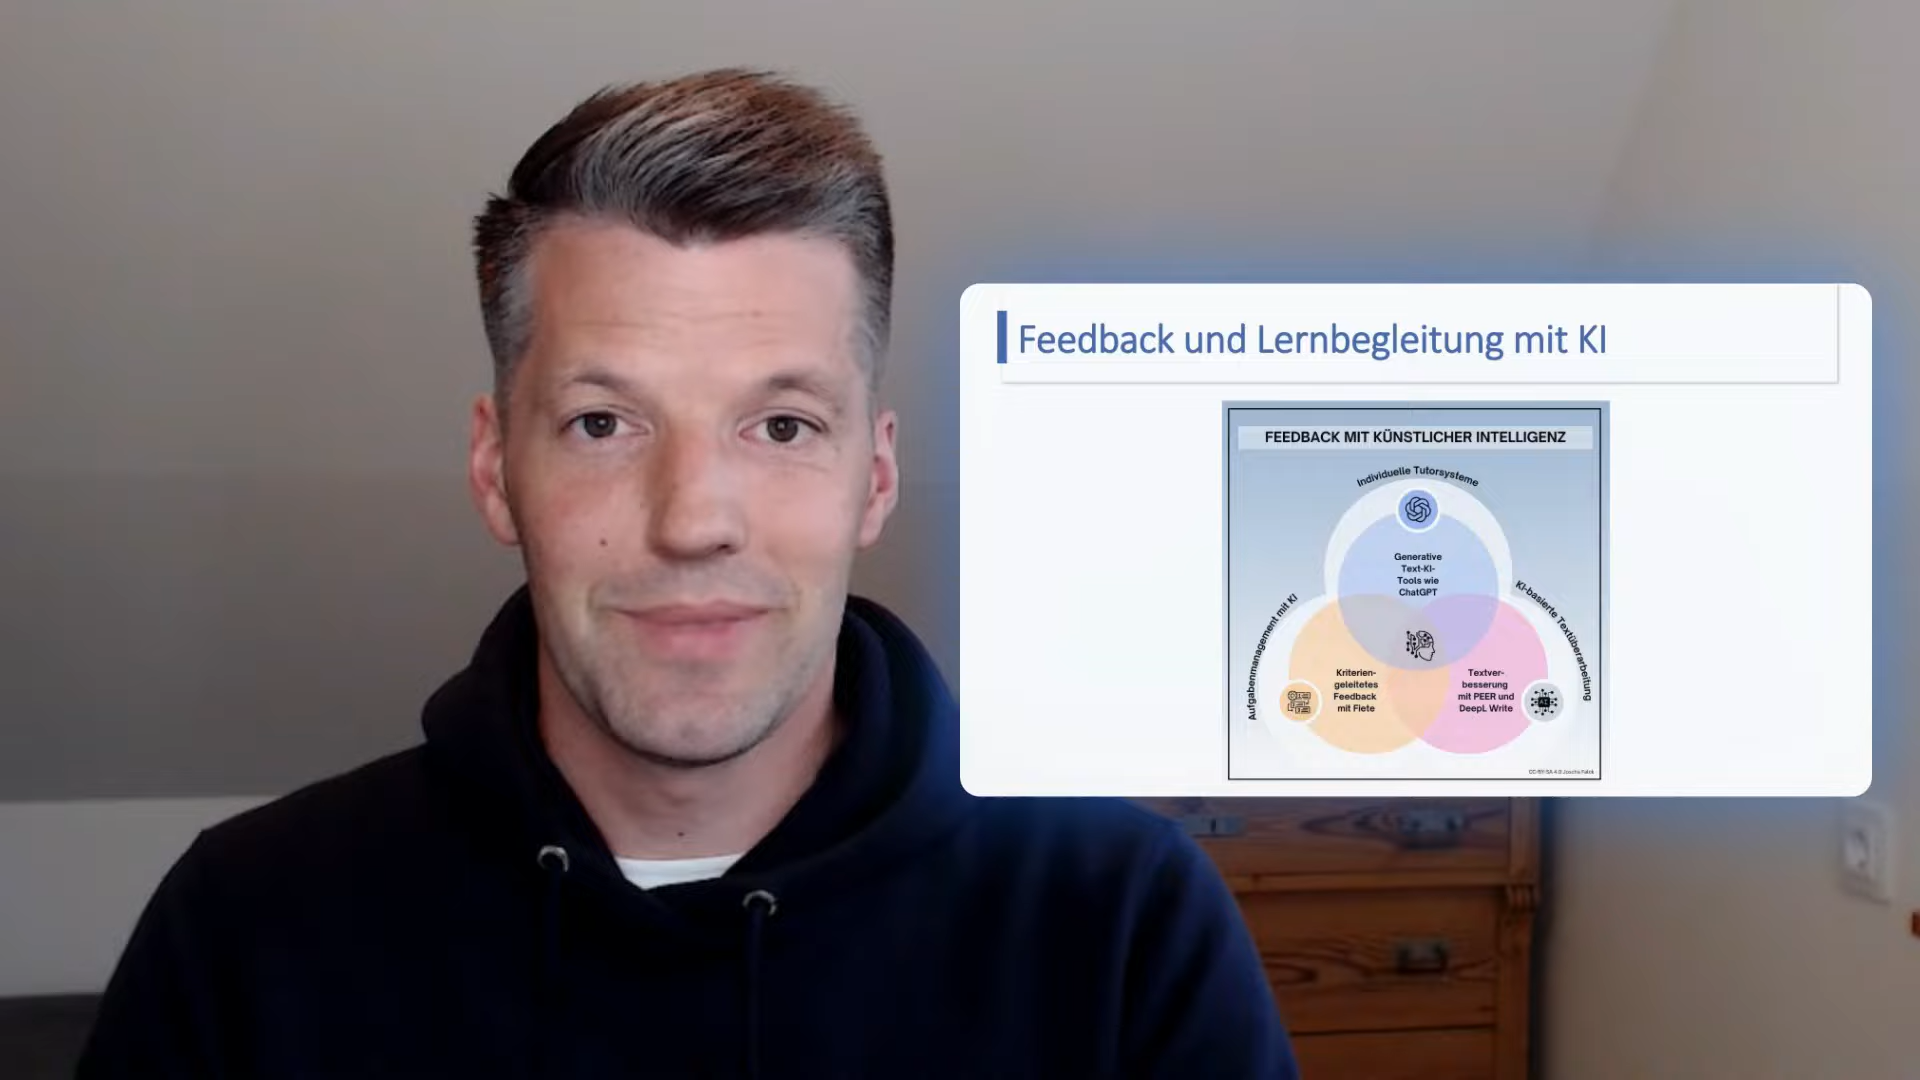 Feedback und Lernbegleitung mit KI
FEEDBACK MIT KÜNSTLICHER INTELLIGENZ
Individuelle Tutorsysteme
Generative
Text-KI-
Tools wie
ChatGPT
Aufgabenmanagement mit KI
KI-basierte Textüberarbeitung
Kriterien-
geleitetes
Feedback
mit Fiete
Textver-
besserung
mit PEER und
DeepL Write